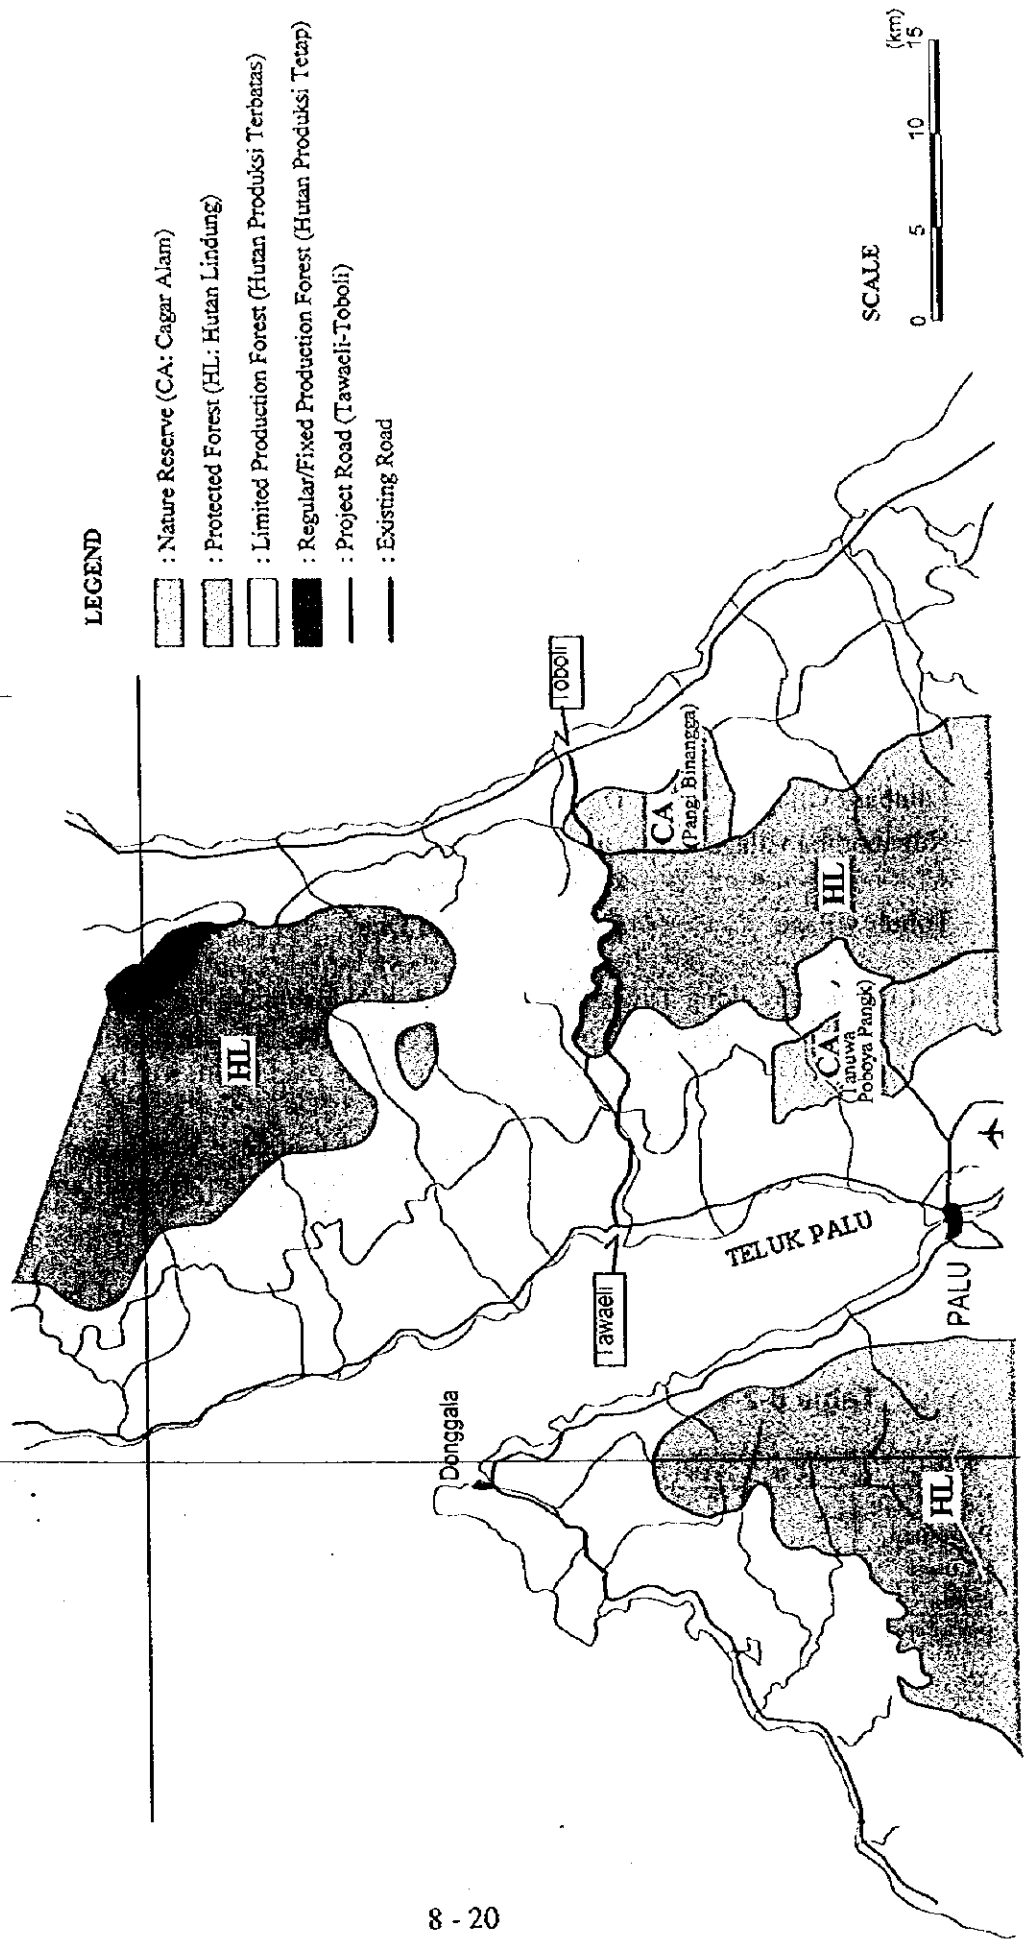 LEGEND
: Nature Reserve (CA: Cagar Alam)
: Protected Forest (HL: Hutan Lindung)
: Limited Production Forest (Hutan Produksi Terbatas)
: Regular/Fixed Production Forest (Hutan Produksi Tetap)
: Project Road (Tawaeli-Toboli)
: Existing Road
SCALE
0 5 10 15
(km)
HL
Toboli
CA
(Pangi Binangga)
HL
CA
(Tanuwa
Poboya Pangk)
Tawaeli
TELUK PALU
PALU
Donggala
HL
8 - 20